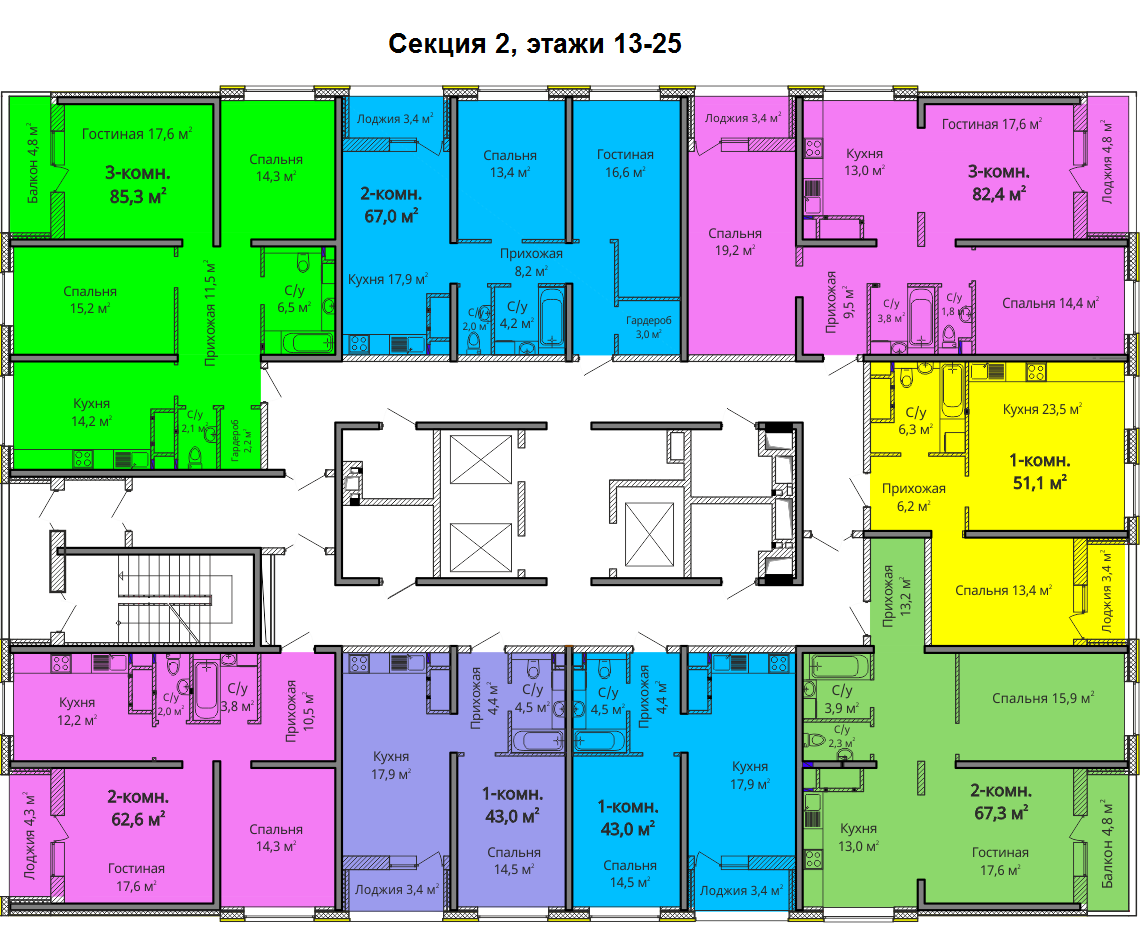 Секция 2, этажи 13-25
Балкон 4,8 м²
Гостиная 17,6 м²
3-комн.
85,3 м²
Спальня
14,3 м²
Спальня
15,2 м²
Прихожая 11,5 м²
С/у
6,5 м²
Кухня
14,2 м²
С/у
2,1 м²
Гардероб
2,2 м²
Лоджия 3,4 м²
2-комн.
67,0 м²
Кухня 17,9 м²
Спальня
13,4 м²
Гостиная
16,6 м²
Прихожая
8,2 м²
С/у
2,0 м²
С/у
4,2 м²
Гардероб
3,0 м²
Лоджия 3,4 м²
Спальня
19,2 м²
Кухня
13,0 м²
Гостиная 17,6 м²
3-комн.
82,4 м²
Лоджия 4,8 м²
Прихожая
9,5 м²
С/у
3,8 м²
С/у
1,8 м²
Спальня 14,4 м²
С/у
6,3 м²
Кухня 23,5 м²
1-комн.
51,1 м²
Прихожая
6,2 м²
Спальня 13,4 м²
Лоджия 3,4 м²
Прихожая
13,2 м²
С/у
3,9 м²
С/у
2,3 м²
Спальня 15,9 м²
2-комн.
67,3 м²
Кухня
13,0 м²
Гостиная
17,6 м²
Балкон 4,8 м²
Кухня
12,2 м²
С/у
2,0 м²
С/у
3,8 м²
Прихожая
10,5 м²
Лоджия 4,3 м²
2-комн.
62,6 м²
Гостиная
17,6 м²
Спальня
14,3 м²
Кухня
17,9 м²
Прихожая
4,4 м²
С/у
4,5 м²
1-комн.
43,0 м²
Спальня
14,5 м²
Лоджия 3,4 м²
С/у
4,5 м²
Прихожая
4,4 м²
Кухня
17,9 м²
1-комн.
43,0 м²
Спальня
14,5 м²
Лоджия 3,4 м²